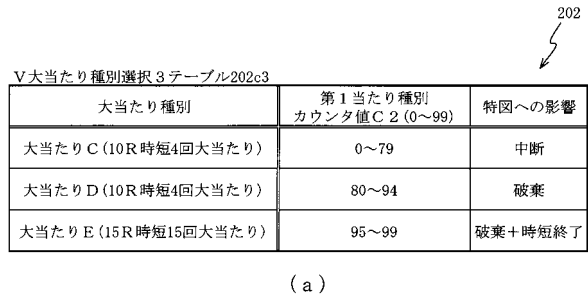 202
V大当たり種別選択3テーブル202c3
大当たり種別
第1当たり種別
カウンタ値C2(0~99)
特図への影響
大当たりC(10R時短4回大当たり)
0~79
中断
大当たりD(10R時短4回大当たり)
80~94
破棄
大当たりE(15R時短15回大当たり)
95~99
破棄+時短終了
(a)